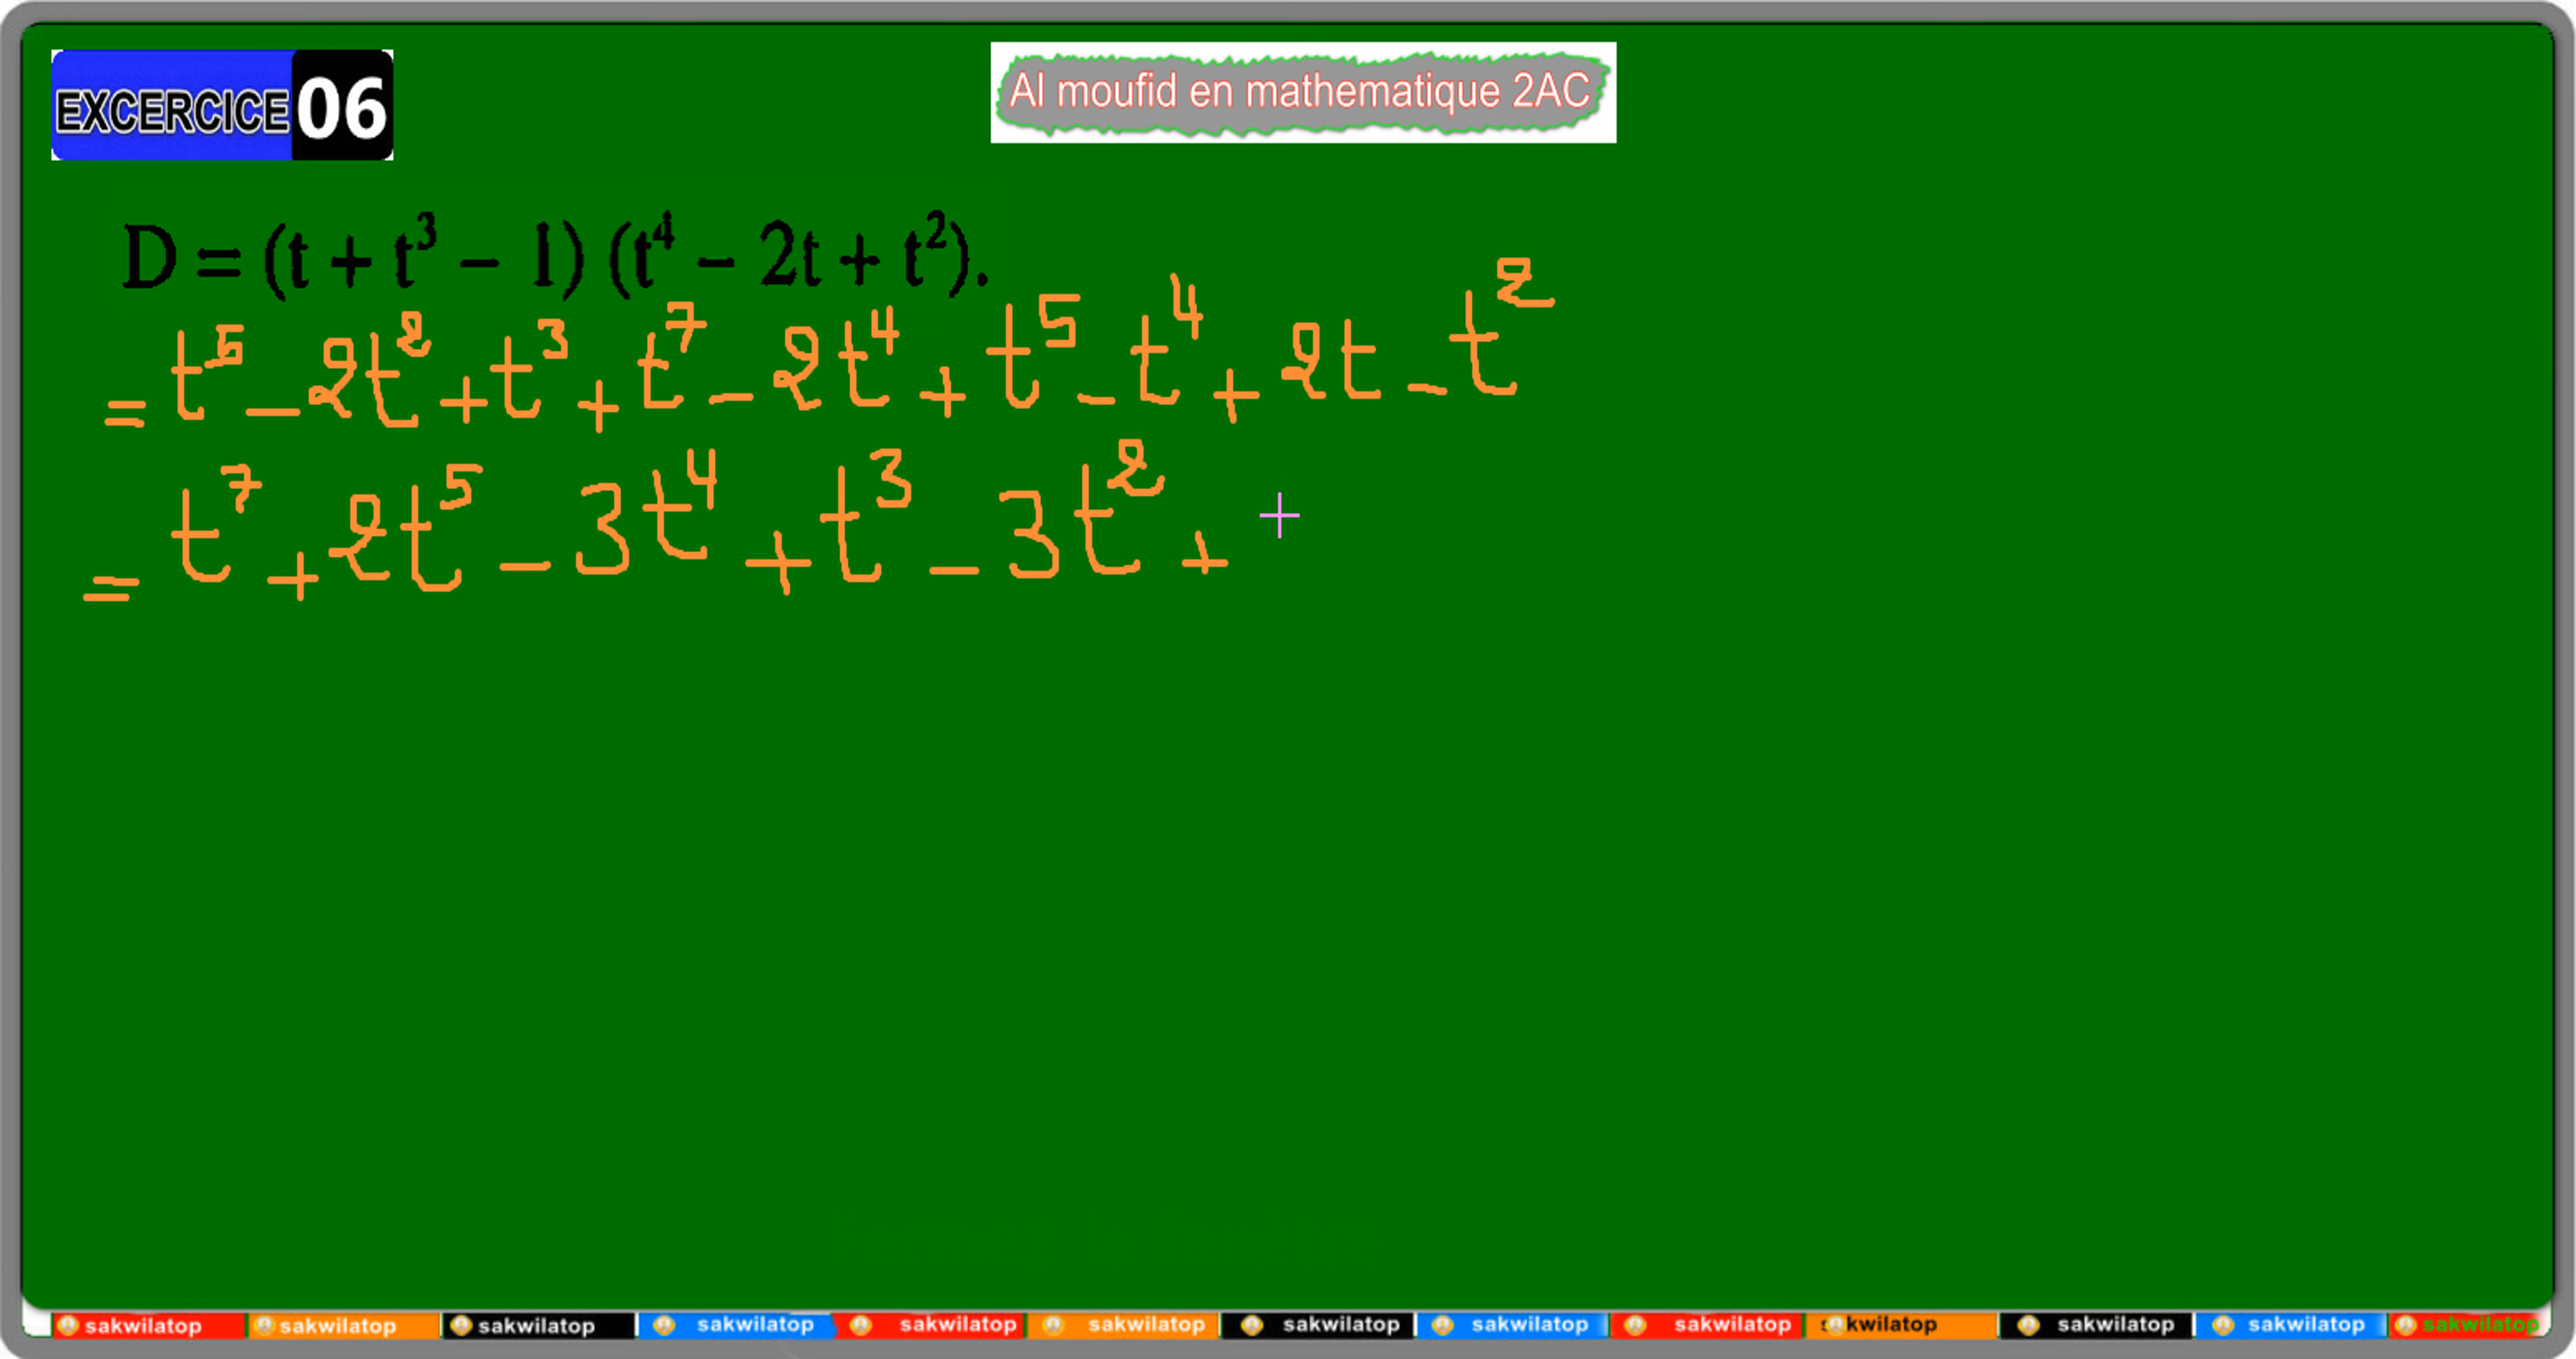 EXCERCICE 06
Al moufid en mathematique 2AC
D = (t + t³ − 1) (t⁴ − 2t + t²).
= t⁵ − 2t² + t³ + t⁷ − 2t⁴ + t⁵ − t⁴ + 2t − t²
= t⁷ + 2t⁵ − 3t⁴ + t³ − 3t² +
sakwilatop sakwilatop sakwilatop sakwilatop sakwilatop sakwilatop sakwilatop sakwilatop sakwilatop kwilatop sakwilatop sakwilatop sakwilatop